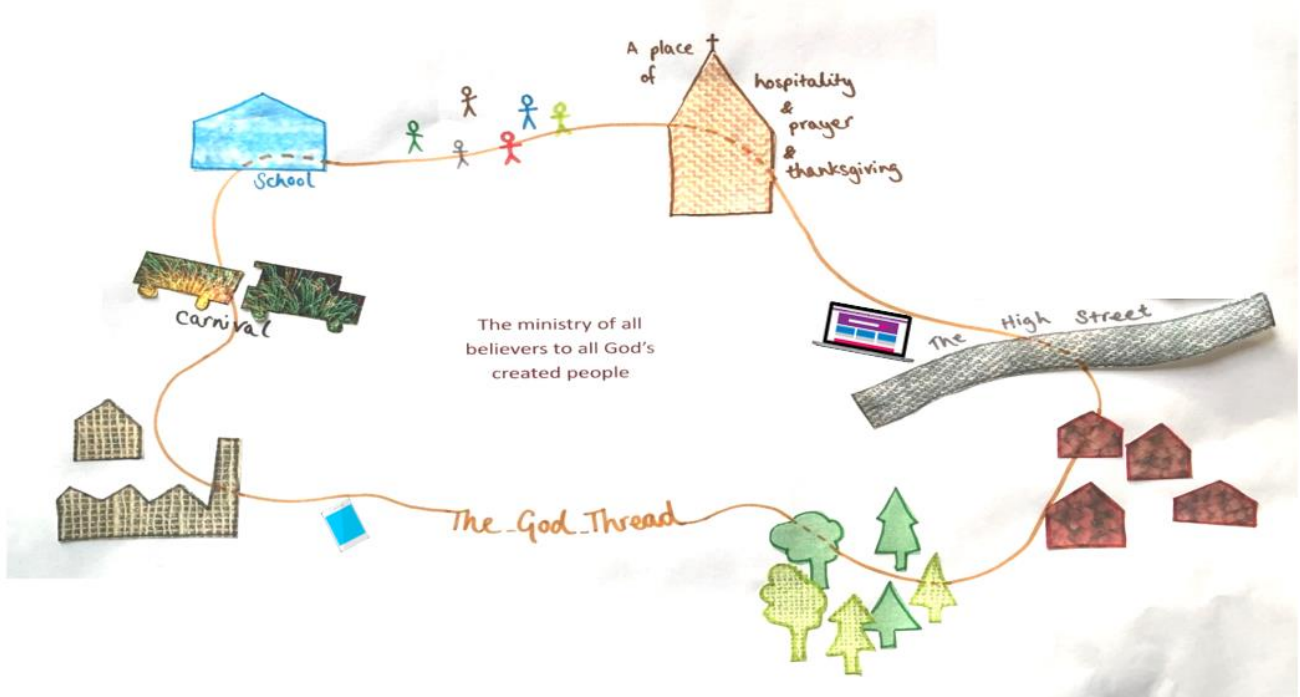 A place
of
hospitality
&
prayer
&
thanksgiving
School
Carnival
The High Street
The ministry of all
believers to all God's
created people
The God Thread